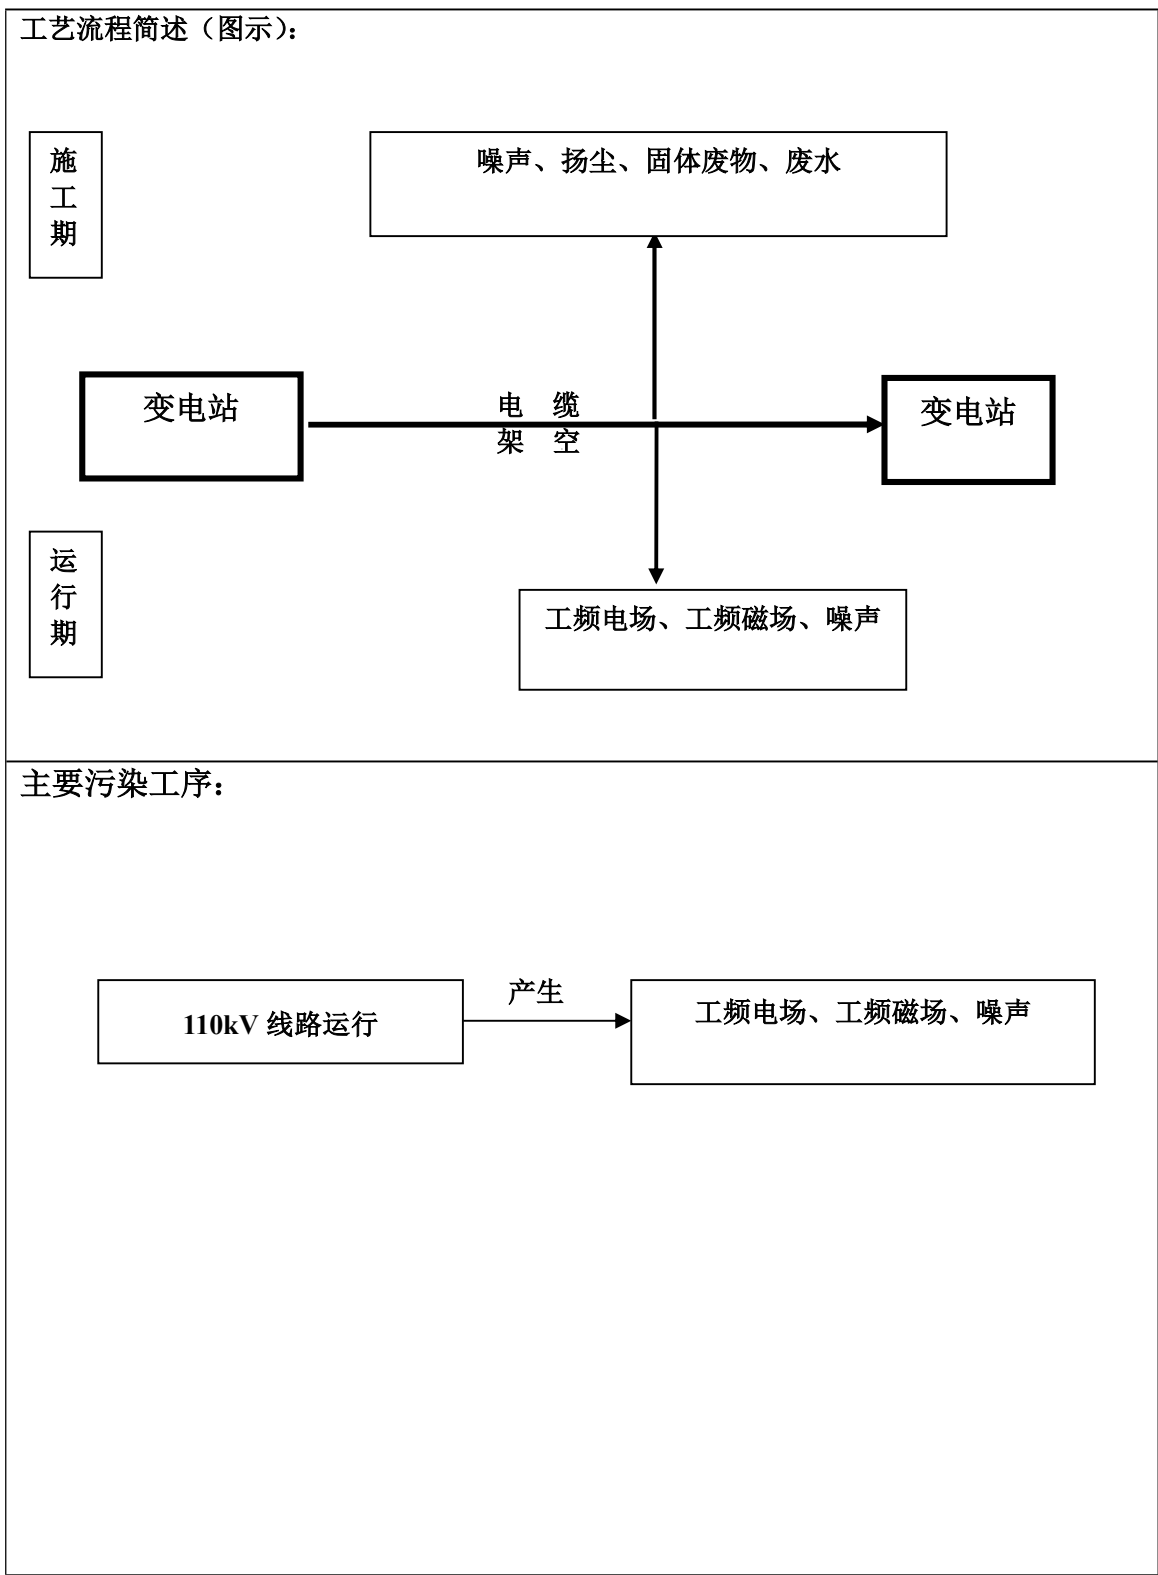 工艺流程简述（图示）：
施
工
期
噪声、扬尘、固体废物、废水
变电站
电 缆
架 空
变电站
运
行
期
工频电场、工频磁场、噪声
主要污染工序：
110kV 线路运行
产生
工频电场、工频磁场、噪声